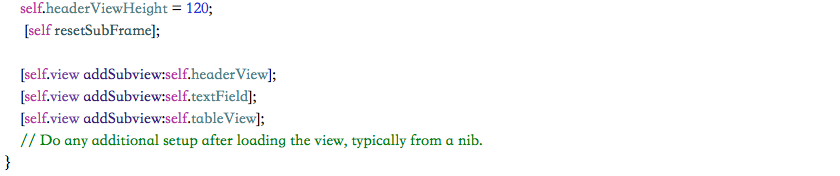 self.headerViewHeight = 120;
[self resetSubFrame];
[self.view addSubview:self.headerView];
[self.view addSubview:self.textField];
[self.view addSubview:self.tableView];
// Do any additional setup after loading the view, typically from a nib.
}